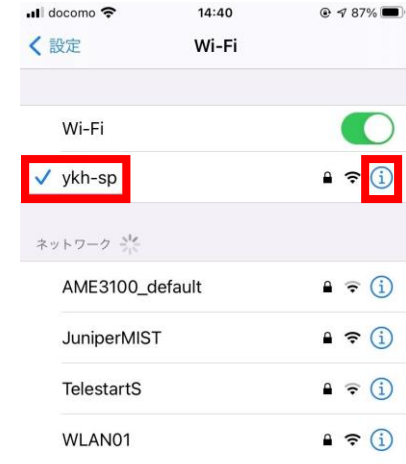 docomo 14:40 87%
設定 Wi-Fi
Wi-Fi
ykh-sp
ネットワーク
AME3100_default
JuniperMIST
TelestartS
WLAN01